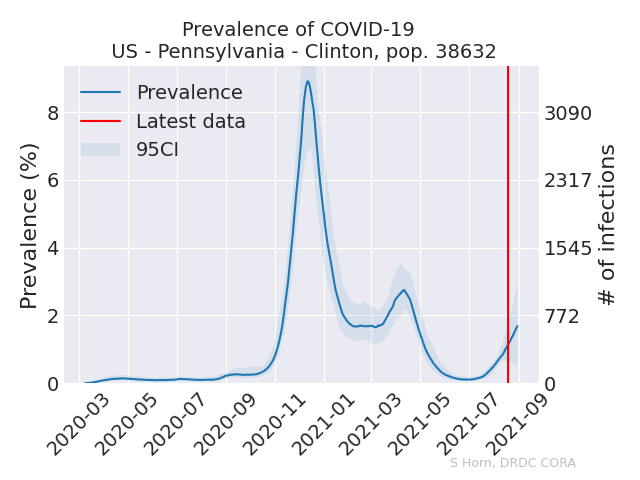 Prevalence of COVID-19
US - Pennsylvania - Clinton, pop. 38632
Prevalence
Latest data
95CI
Prevalence (%)
8
6
4
2
0
3090
2317
1545
772
0
# of infections
2020-03
2020-05
2020-07
2020-09
2020-11
2021-01
2021-03
2021-05
2021-07
2021-09
S Horn, DRDC CORA